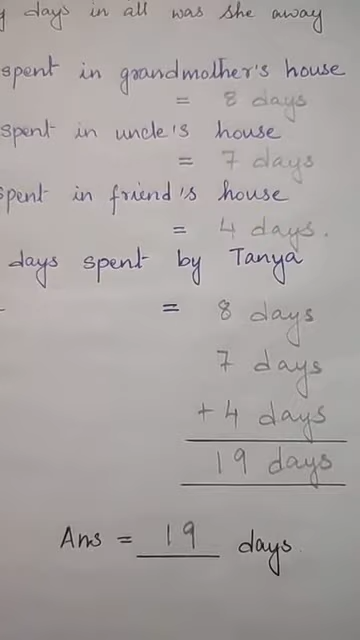 days in all was she away
spent in grandmother's house
= 8 days
spent in uncle's house
= 7 days
spent in friend's house
= 4 days.
days spent by Tanya
= 8 days
7 days
+ 4 days
19 days
Ans = 19 days.